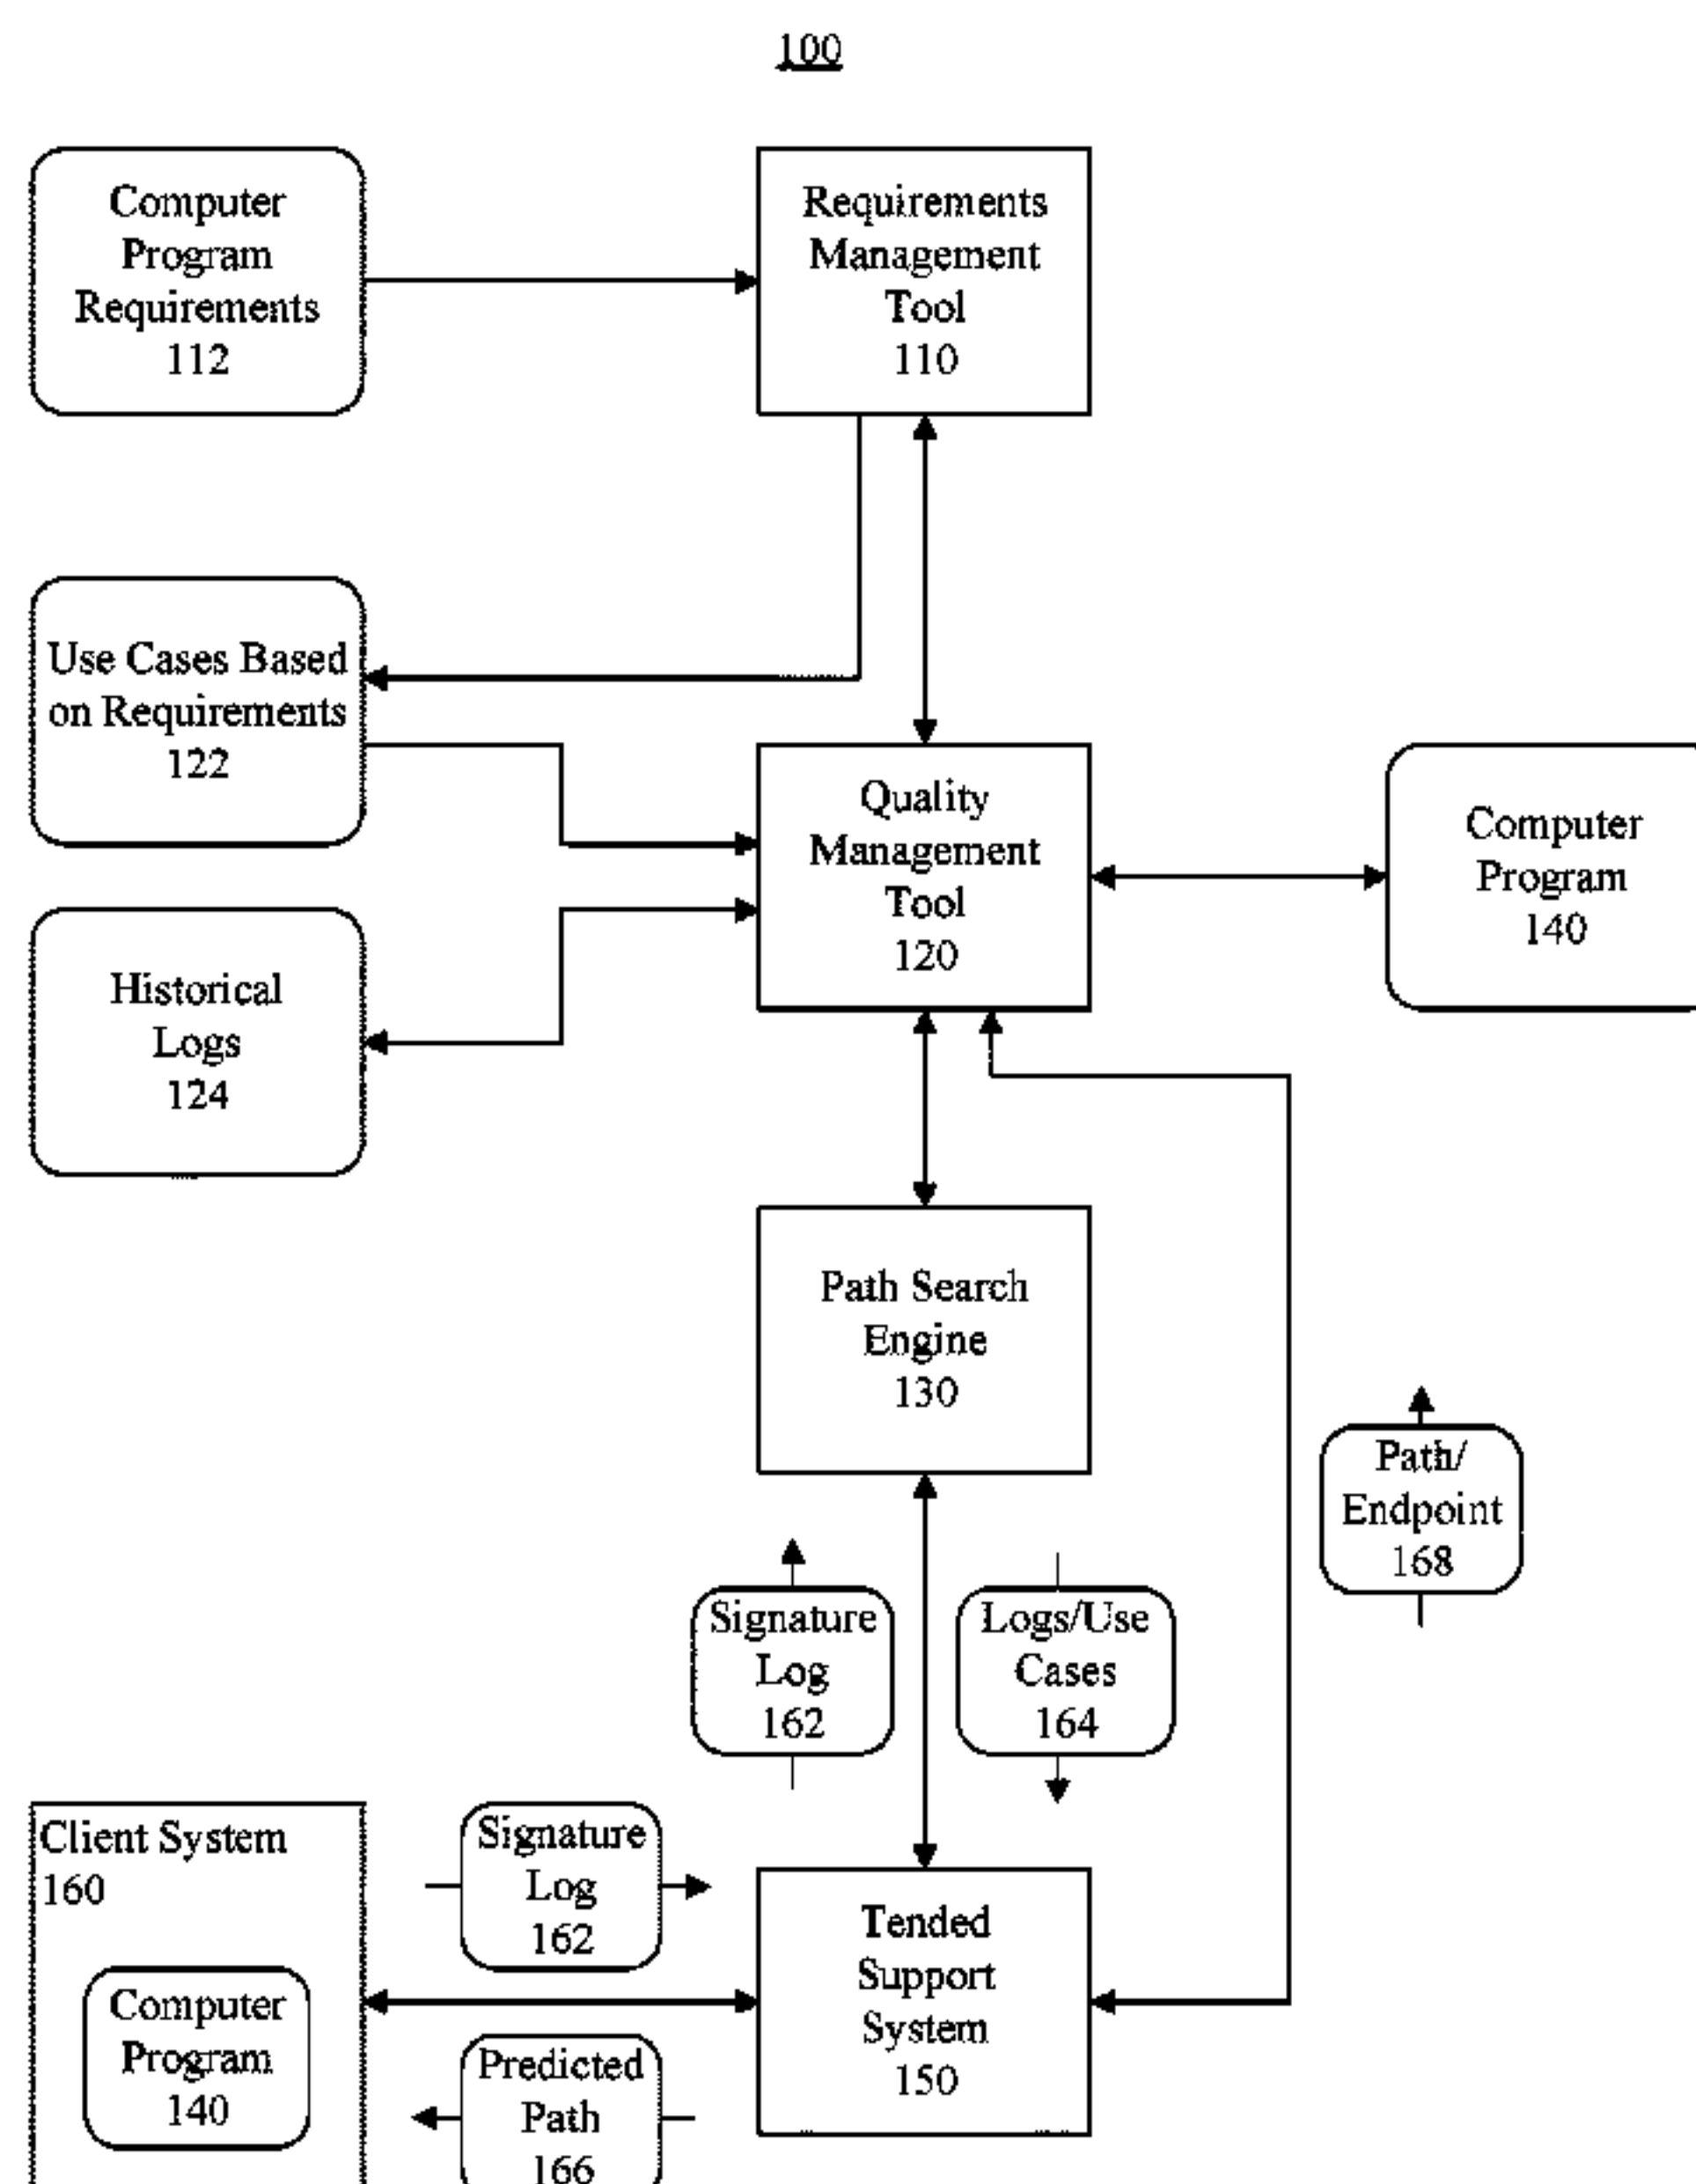 100
Computer
Program
Requirements
112
Requirements
Management
Tool
110
Use Cases Based
on Requirements
122
Quality
Management
Tool
120
Computer
Program
140
Historical
Logs
124
Path Search
Engine
130
Path/
Endpoint
168
Signature
Log
162
Logs/Use
Cases
164
Client System
160
Computer
Program
140
Signature
Log
162
Predicted
Path
166
Tended
Support
System
150